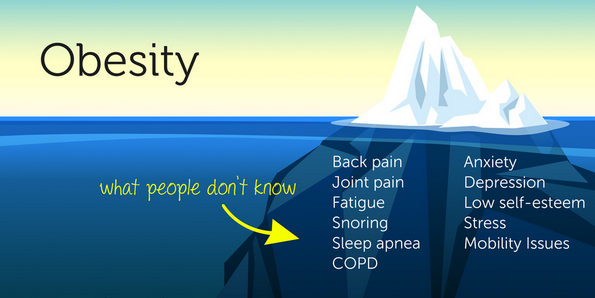 Obesity
what people don't know
Back pain
Joint pain
Fatigue
Snoring
Sleep apnea
COPD
Anxiety
Depression
Low self-esteem
Stress
Mobility Issues